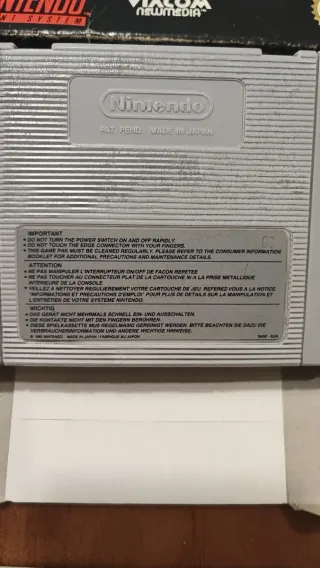 NINTENDO
ENTERTAINMENT SYSTEM
VIACOM
NEWMEDIA
Nintendo
PAT. PEND. MADE IN JAPAN
IMPORTANT
• DO NOT TURN THE POWER SWITCH ON AND OFF RAPIDLY.
• DO NOT TOUCH THE EDGE CONNECTOR WITH YOUR FINGERS.
• THIS GAME PAK MUST BE CLEANED REGULARLY. PLEASE REFER TO THE CONSUMER INFORMATION
BOOKLET FOR ADDITIONAL PRECAUTIONS AND MAINTENANCE DETAILS.
ATTENTION
• NE PAS MANIPULER L'INTERRUPTEUR ON-OFF DE FACON REPETEE
• NE PAS TOUCHER AU CONNECTEUR PLAT DE LA CARTOUCHE NI A LA PRISE METALLIQUE
INTERIEURE DE LA CONSOLE
• VEUILLEZ A NETTOYER REGULIEREMENT VOTRE CARTOUCHE DE JEU. REFEREZ-VOUS A LA NOTICE
"INFORMATIONS ET PRECAUTIONS D'EMPLOI" POUR PLUS DE DETAILS SUR LA MANIPULATION ET
L'ENTRETIEN DE VOTRE SYSTEME NINTENDO.
WICHTIG
• DAS GERÄT NICHT MEHRMALS SCHNELL EIN- UND AUSSCHALTEN.
• DIE KONTAKTE NICHT MIT DEN FINGERN BERÜHREN.
• DIESE SPIELKASSETTE MUß REGELMÄßIG GEREINIGT WERDEN. BITTE BEACHTEN SIE DAZU DIE
VERBRAUCHERINFORMATION UND ANDERE WICHTIGE HINWEISE.
MADE IN JAPAN / FABRIQUE AU JAPON